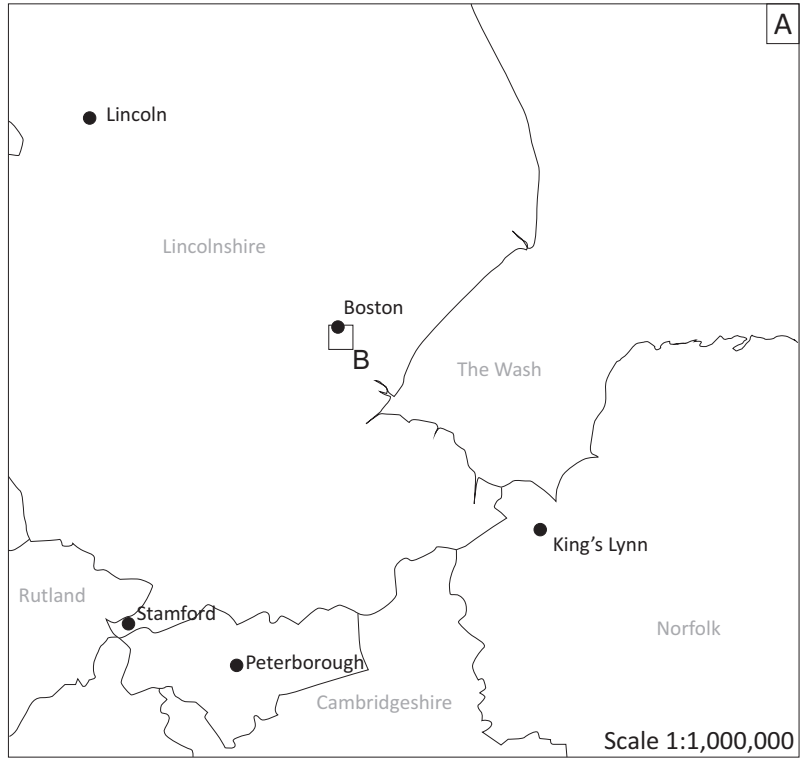 A
Lincoln
Lincolnshire
Boston
B
The Wash
King's Lynn
Rutland
Stamford
Norfolk
Peterborough
Cambridgeshire
Scale 1:1,000,000